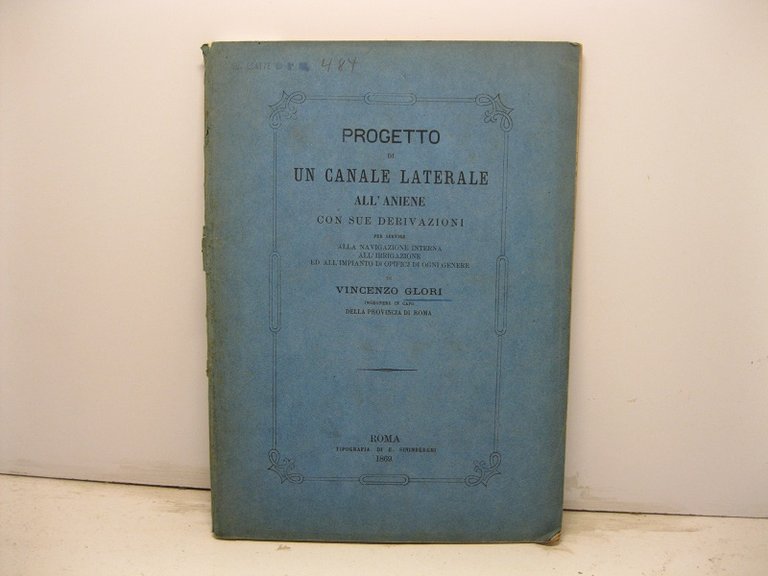 484
PROGETTO
DI
UN CANALE LATERALE
ALL'ANIENE
CON SUE DERIVAZIONI
PER SERVIRE
ALLA NAVIGAZIONE INTERNA
ALL'IRRIGAZIONE
ED ALL'IMPIANTO DI OPIFICI DI OGNI GENERE
DI
VINCENZO GLORI
INGEGNERE IN CAPO
DELLA PROVINCIA DI ROMA
ROMA
TIPOGRAFIA DI E. SINIMBERGHI
1869